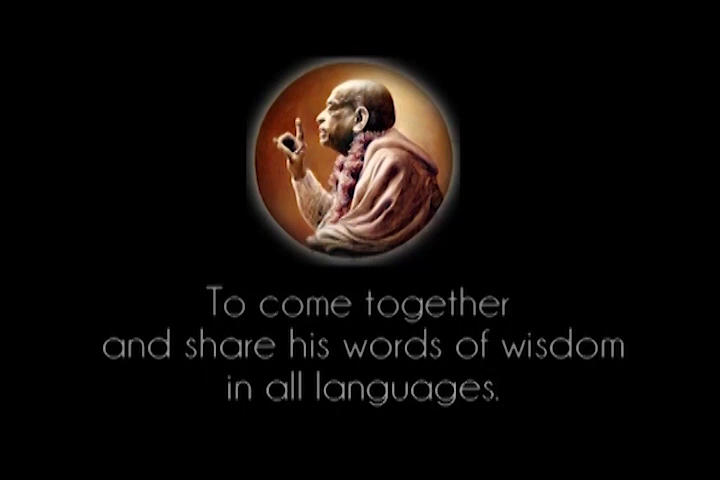 To come together
and share his words of wisdom
in all languages.